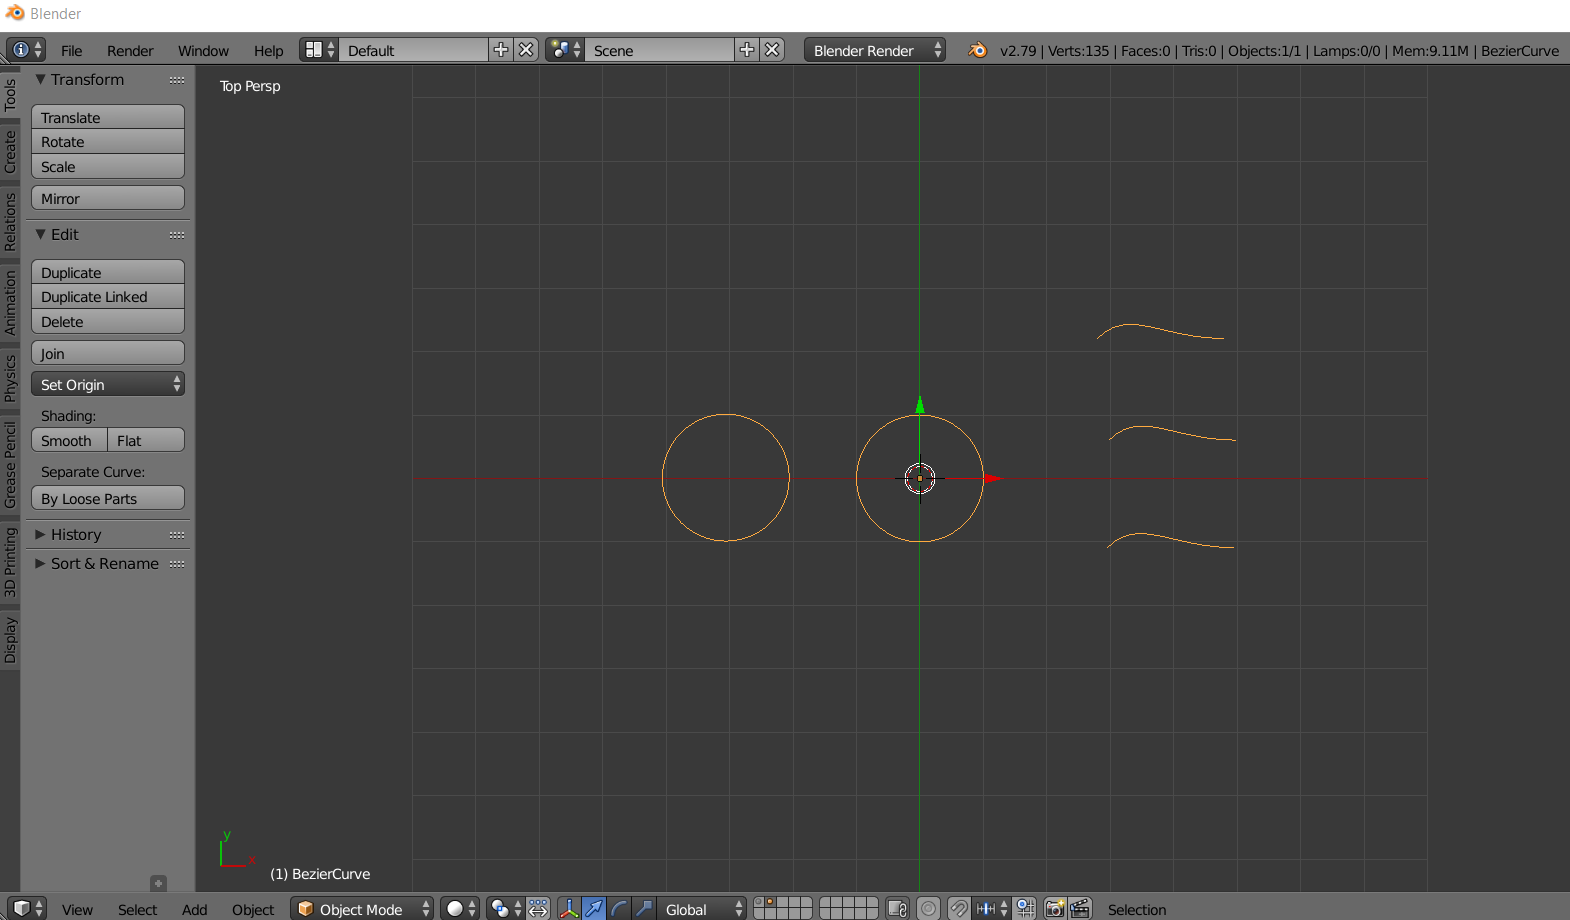 Blender
File Render Window Help Default Scene Blender Render v2.79 | Verts:135 | Faces:0 | Tris:0 | Objects:1/1 | Lamps:0/0 | Mem:9.11M | BezierCurve
Tools
Create
Relations
Animation
Physics
Grease Pencil
3D Printing
Display
Transform
Translate
Rotate
Scale
Mirror
Edit
Duplicate
Duplicate Linked
Delete
Join
Set Origin
Shading:
Smooth Flat
Separate Curve:
By Loose Parts
History
Sort & Rename
Top Persp
y
x
(1) BezierCurve
View Select Add Object Object Mode Global Selection